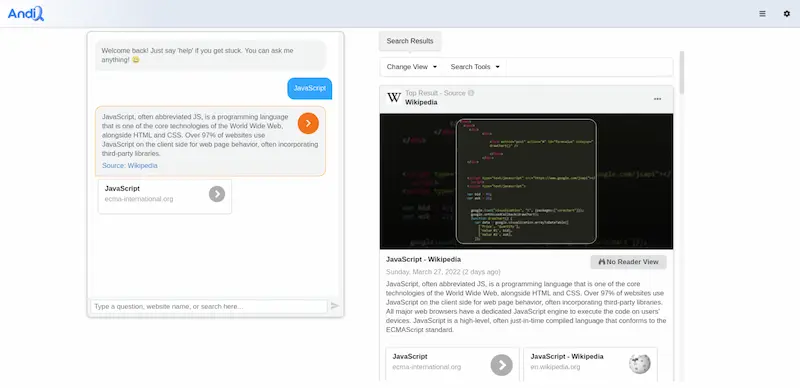 Andi
Welcome back! Just say 'help' if you get stuck. You can ask
me anything! 😄
JavaScript
JavaScript, often abbreviated JS, is a programming language
that is one of the core technologies of the World Wide Web,
alongside HTML and CSS. Over 97% of websites use
JavaScript on the client side for web page behavior, often incorporating
third-party libraries.
Source: Wikipedia
JavaScript
ecma-international.org
Type a question, website name, or search here...
Search Results
Change View
Search Tools
W Top Result - Source
Wikipedia
JavaScript - Wikipedia
No Reader View
Sunday, March 27, 2022 (2 days ago)
JavaScript, often abbreviated JS, is a programming language that is one of the core
technologies of the World Wide Web, alongside HTML and CSS. Over 97% of websites use
JavaScript on the client side for web page behavior, often incorporating third-party libraries.
All major web browsers have a dedicated JavaScript engine to execute the code on users'
devices. JavaScript is a high-level, often just-in-time compiled language that conforms to the
ECMAScript standard.
JavaScript
ecma-international.org
JavaScript - Wikipedia
en.wikipedia.org